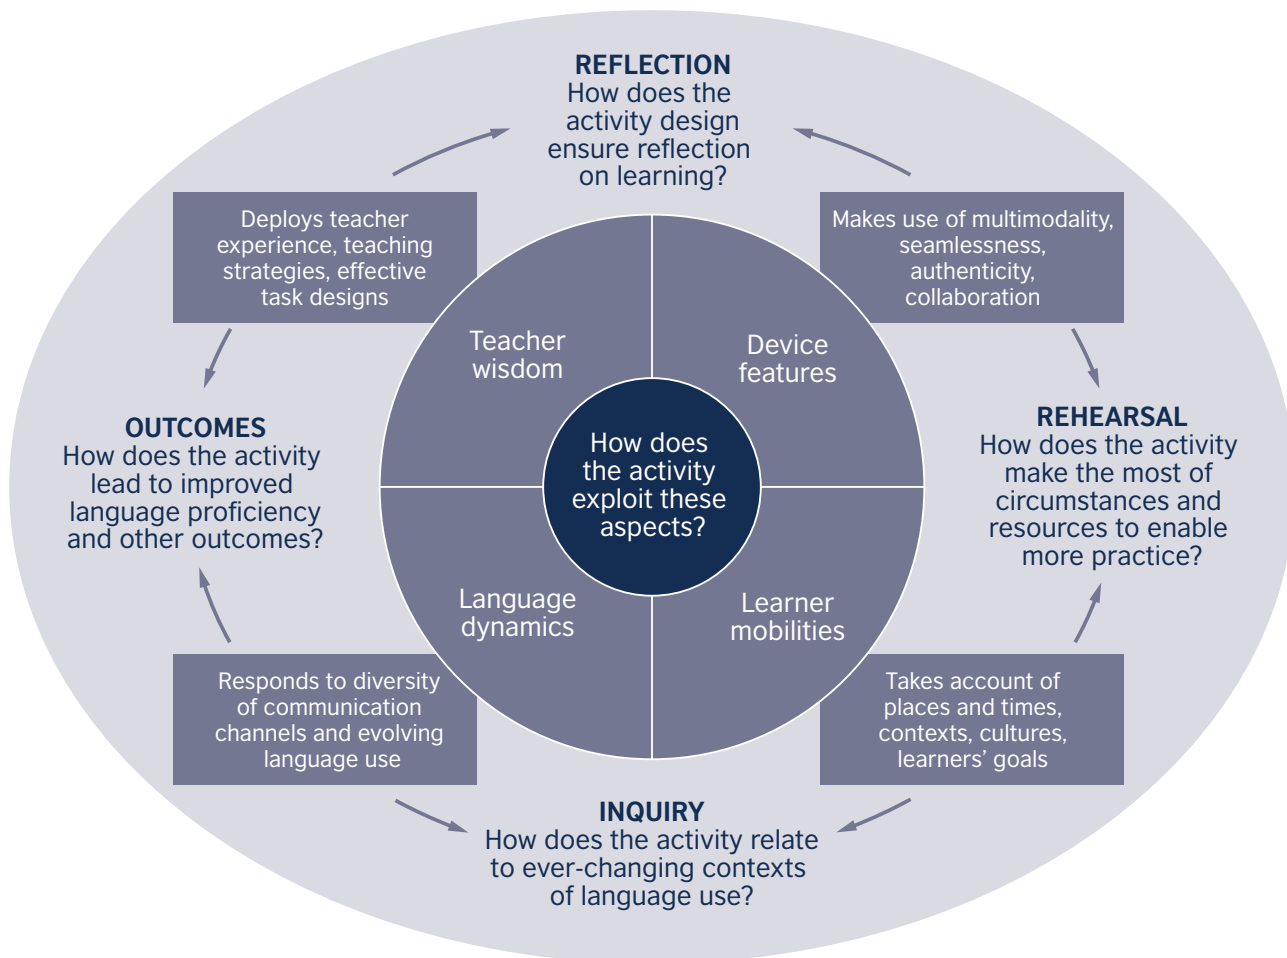 REFLECTION
How does the
activity design
ensure reflection
on learning?
Deploys teacher
experience, teaching
strategies, effective
task designs
Makes use of multimodality,
seamlessness,
authenticity,
collaboration
Teacher
wisdom
Device
features
OUTCOMES
How does the activity
lead to improved
language proficiency
and other outcomes?
How does
the activity
exploit these
aspects?
REHEARSAL
How does the activity
make the most of
circumstances and
resources to enable
more practice?
Language
dynamics
Learner
mobilities
Responds to diversity
of communication
channels and evolving
language use
Takes account of
places and times,
contexts, cultures,
learners’ goals
INQUIRY
How does the activity relate
to ever-changing contexts
of language use?